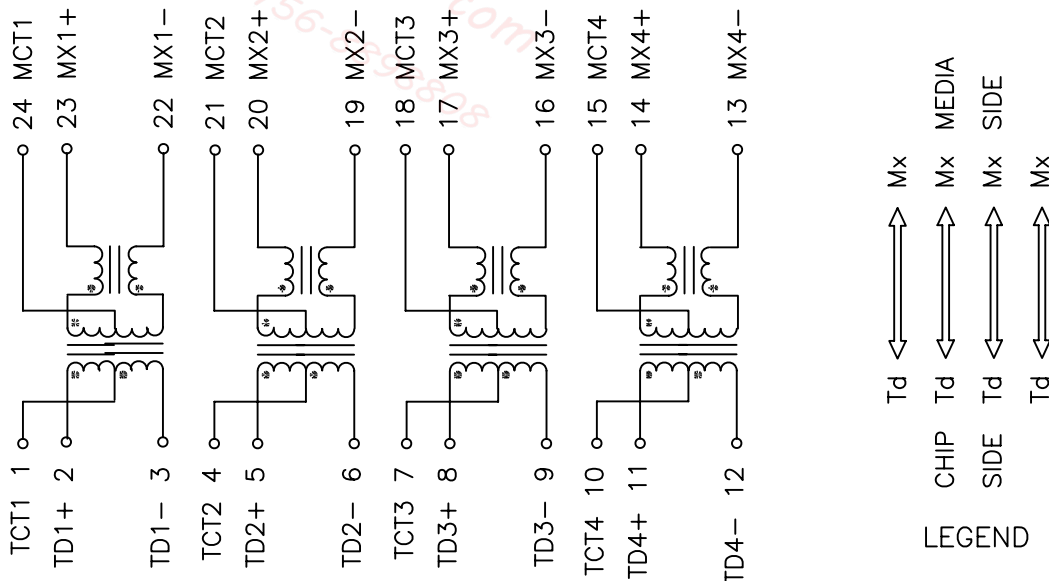 24 MCT1
23 MX1+
22 MX1−
21 MCT2
20 MX2+
19 MX2−
18 MCT3
17 MX3+
16 MX3−
15 MCT4
14 MX4+
13 MX4−
TCT1 1
TD1+ 2
TD1− 3
TCT2 4
TD2+ 5
TD2− 6
TCT3 7
TD3+ 8
TD3− 9
TCT4 10
TD4+ 11
TD4− 12
Td Mx
CHIP Td Mx MEDIA
SIDE Td Mx SIDE
Td Mx
LEGEND